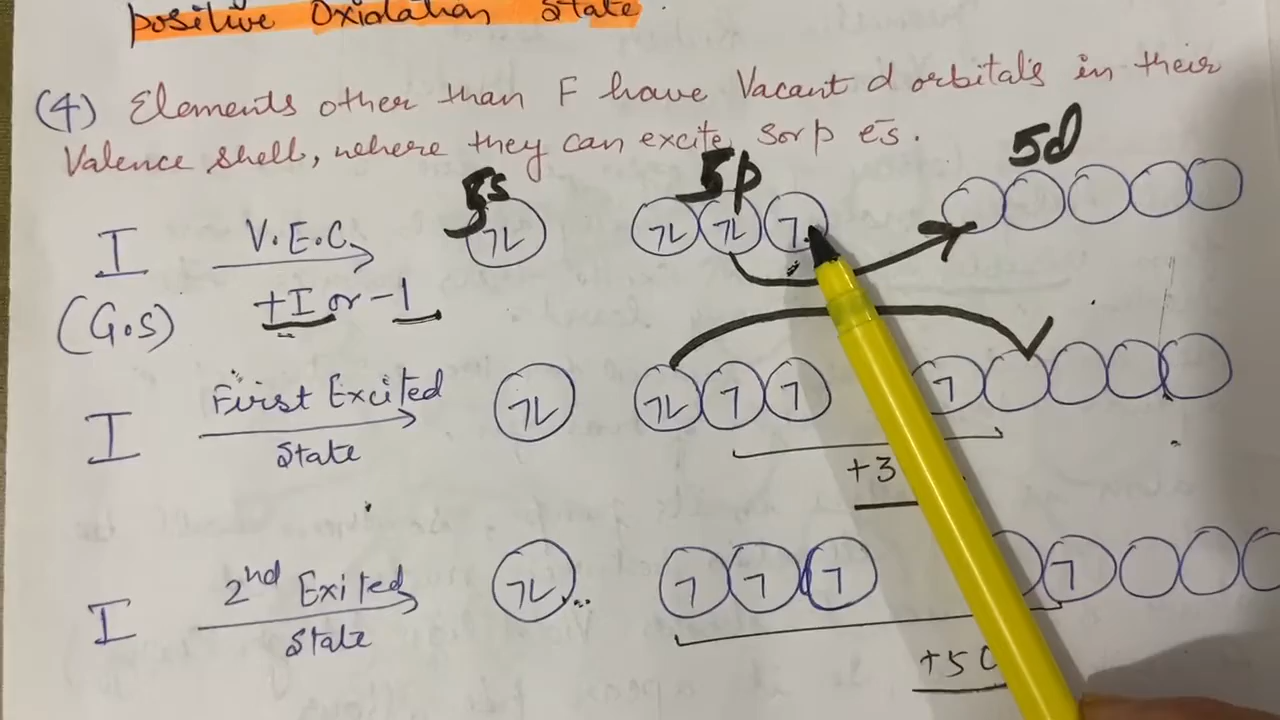 positive Oxidation State
(4) Elements other than F have Vacant d orbitals in their
Valence shell, where they can excite s or p e̅s.
5s 5p 5d
I V.E.C
(G.S) +I or -1
I First Excited
State
+3
I 2nd Exited
State
+5